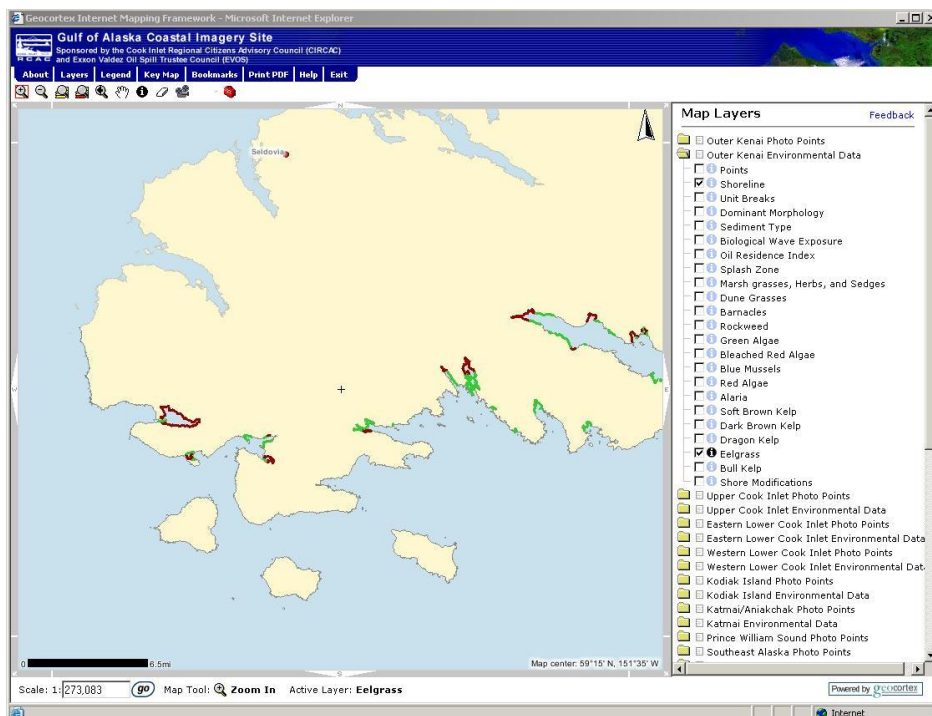 Geocortex Internet Mapping Framework - Microsoft Internet Explorer
Gulf of Alaska Coastal Imagery Site
Sponsored by the Cook Inlet Regional Citizens Advisory Council (CIRCAC)
and Exxon Valdez Oil Spill Trustee Council (EVOS)
RCAC
About Layers Legend Key Map Bookmarks Print PDF Help Exit
N
Seldovia
W
E
S
0 6.5mi
Map center: 59°15' N, 151°35' W
Map Layers Feedback
Outer Kenai Photo Points
Outer Kenai Environmental Data
Points
Shoreline
Unit Breaks
Dominant Morphology
Sediment Type
Biological Wave Exposure
Oil Residence Index
Splash Zone
Marsh grasses, Herbs, and Sedges
Dune Grasses
Barnacles
Rockweed
Green Algae
Bleached Red Algae
Blue Mussels
Red Algae
Alaria
Soft Brown Kelp
Dark Brown Kelp
Dragon Kelp
Eelgrass
Bull Kelp
Shore Modifications
Upper Cook Inlet Photo Points
Upper Cook Inlet Environmental Data
Eastern Lower Cook Inlet Photo Points
Eastern Lower Cook Inlet Environmental Data
Western Lower Cook Inlet Photo Points
Western Lower Cook Inlet Environmental Data
Kodiak Island Photo Points
Kodiak Island Environmental Data
Katmai/Aniakchak Photo Points
Katmai Environmental Data
Prince William Sound Photo Points
Southeast Alaska Photo Points
Scale: 1: 273,083 go Map Tool: Zoom In Active Layer: Eelgrass
Powered by geocortex
Internet